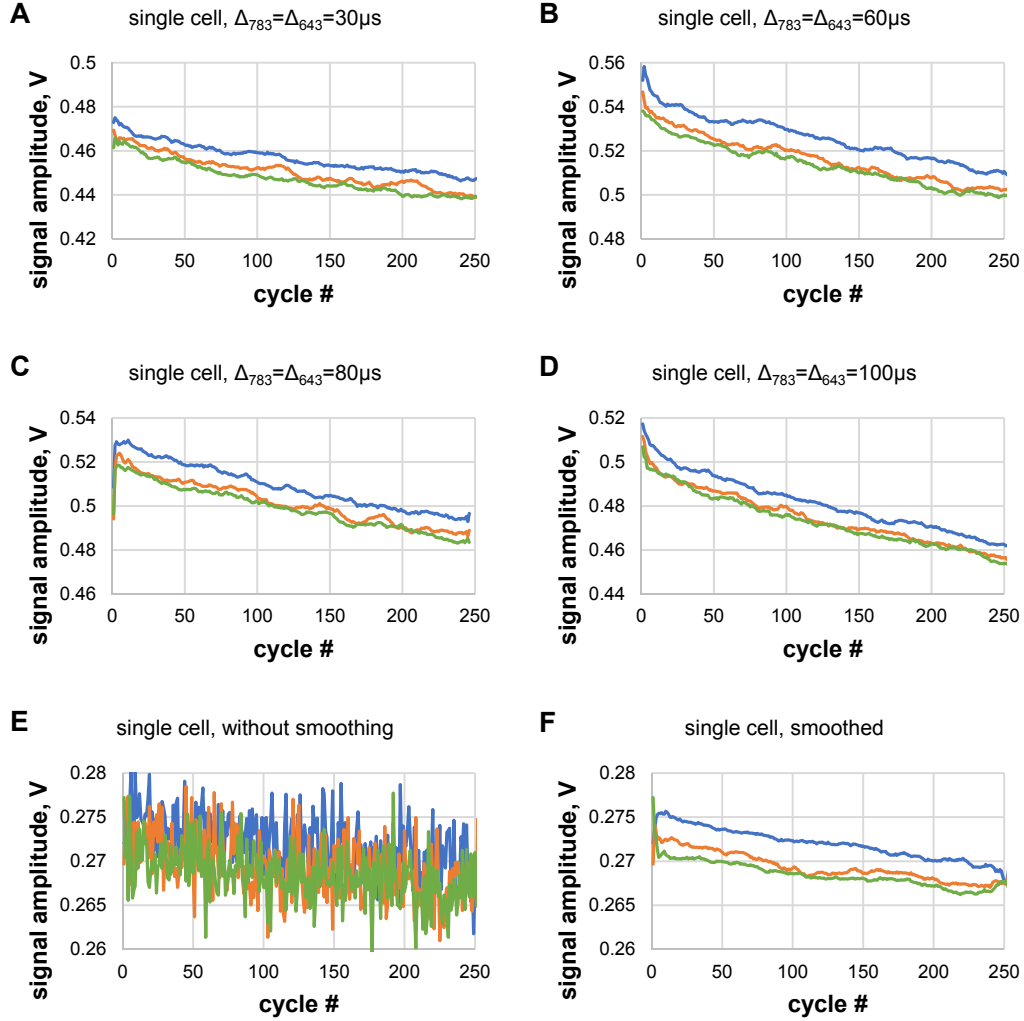 A
single cell, Δ783=Δ643=30µs
signal amplitude, V
0.5
0.48
0.46
0.44
0.42
0 50 100 150 200 250
cycle #
B
single cell, Δ783=Δ643=60µs
signal amplitude, V
0.56
0.54
0.52
0.5
0.48
0 50 100 150 200 250
cycle #
C
single cell, Δ783=Δ643=80µs
signal amplitude, V
0.54
0.52
0.5
0.48
0.46
0 50 100 150 200 250
cycle #
D
single cell, Δ783=Δ643=100µs
signal amplitude, V
0.52
0.5
0.48
0.46
0.44
0 50 100 150 200 250
cycle #
E
single cell, without smoothing
signal amplitude, V
0.28
0.275
0.27
0.265
0.26
0 50 100 150 200 250
cycle #
F
single cell, smoothed
signal amplitude, V
0.28
0.275
0.27
0.265
0.26
0 50 100 150 200 250
cycle #